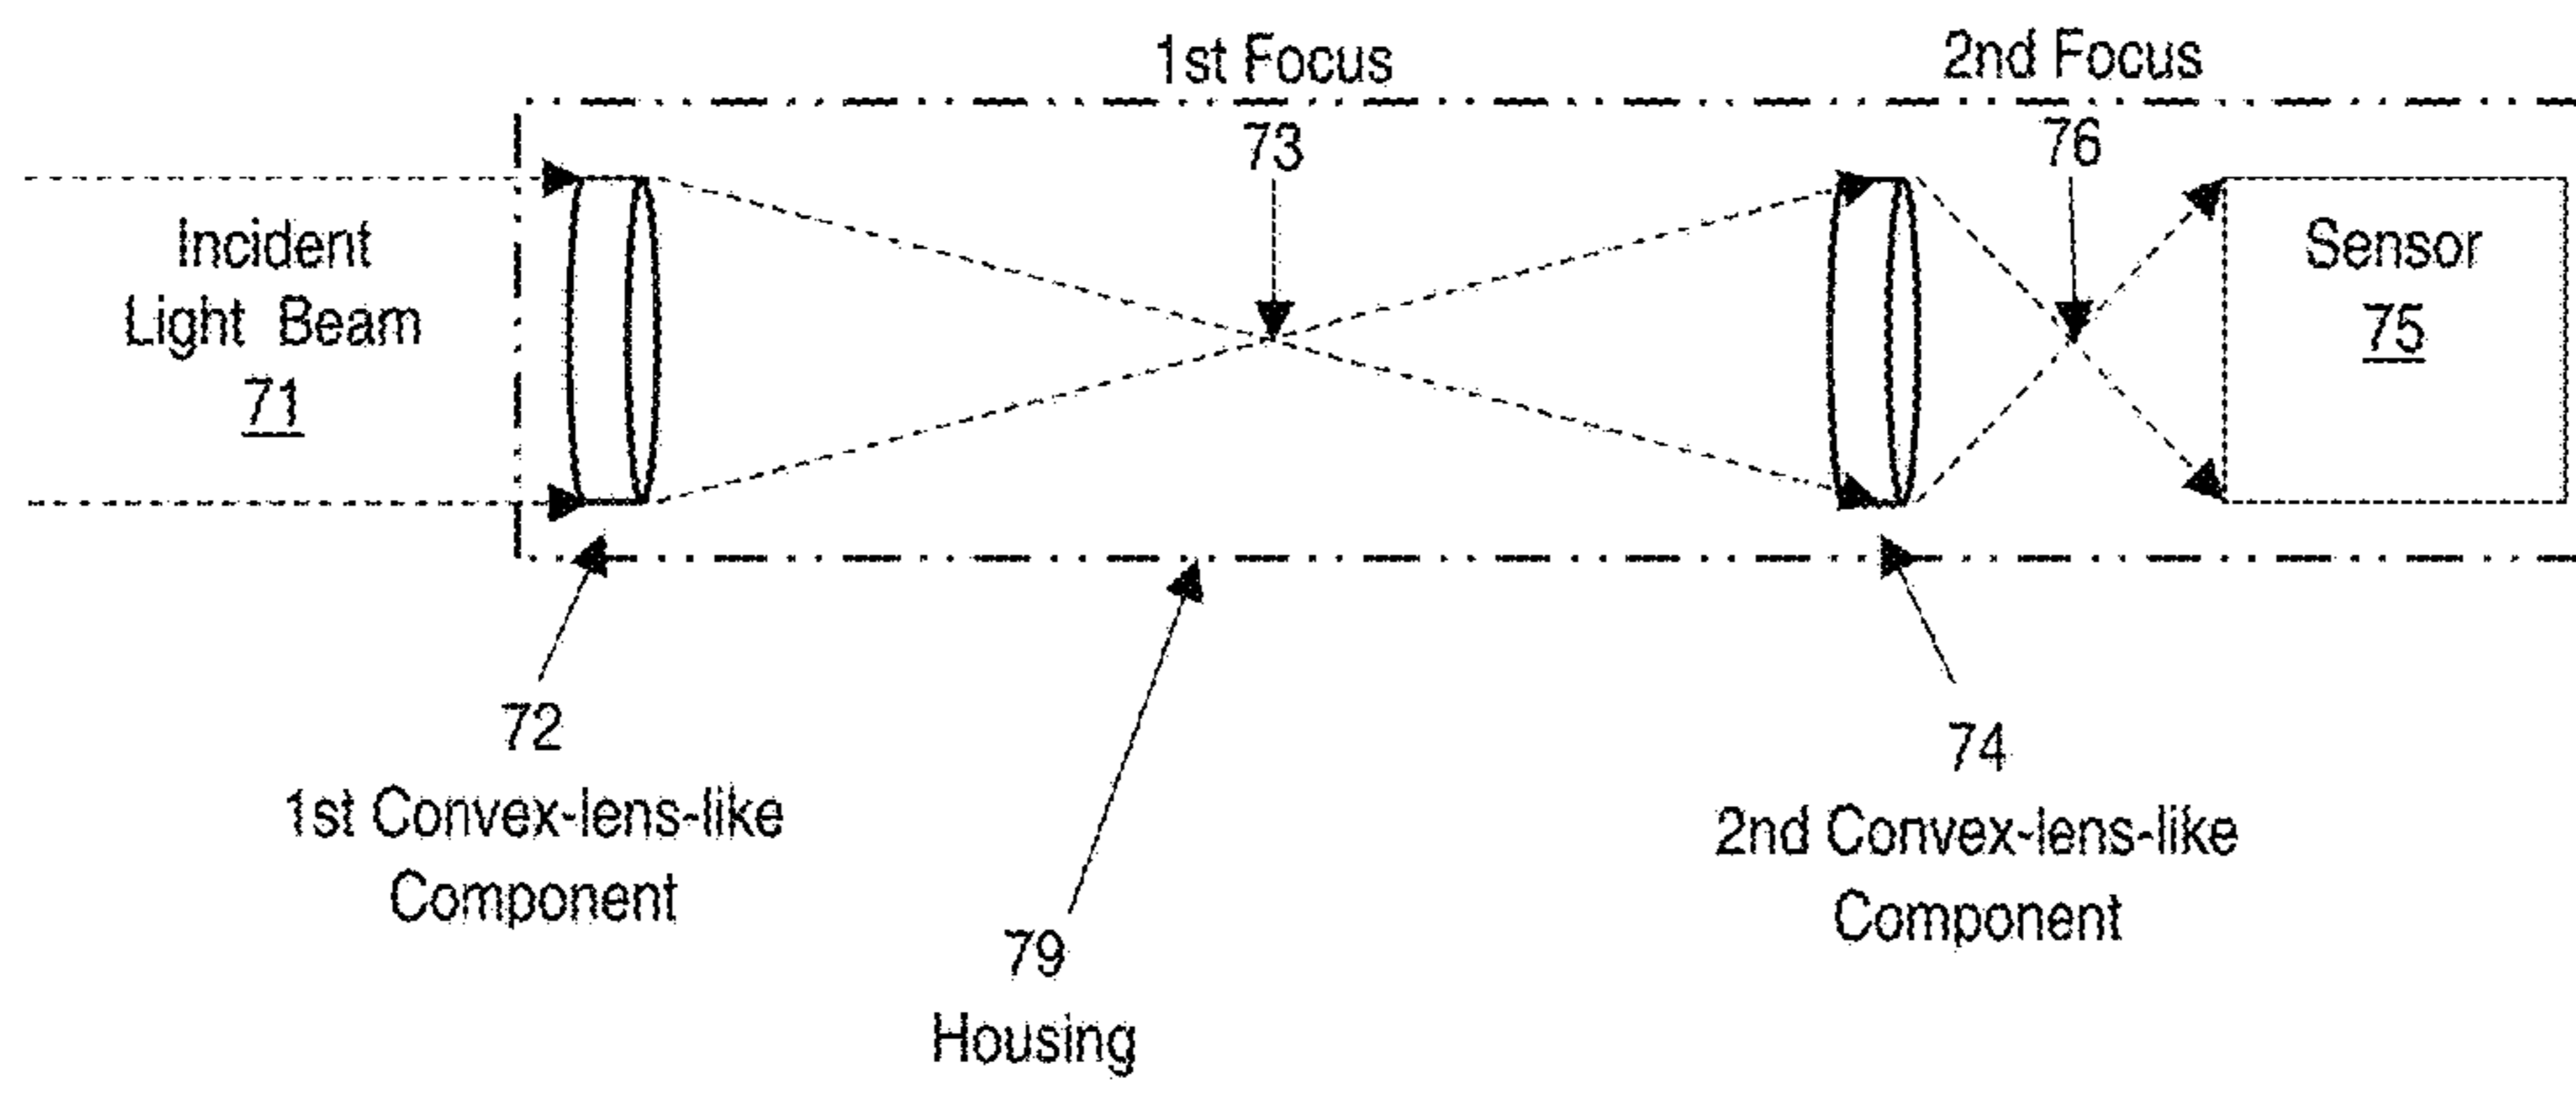 1st Focus
2nd Focus
73
76
Incident
Light Beam
71
Sensor
75
72
1st Convex-lens-like
Component
74
2nd Convex-lens-like
Component
79
Housing